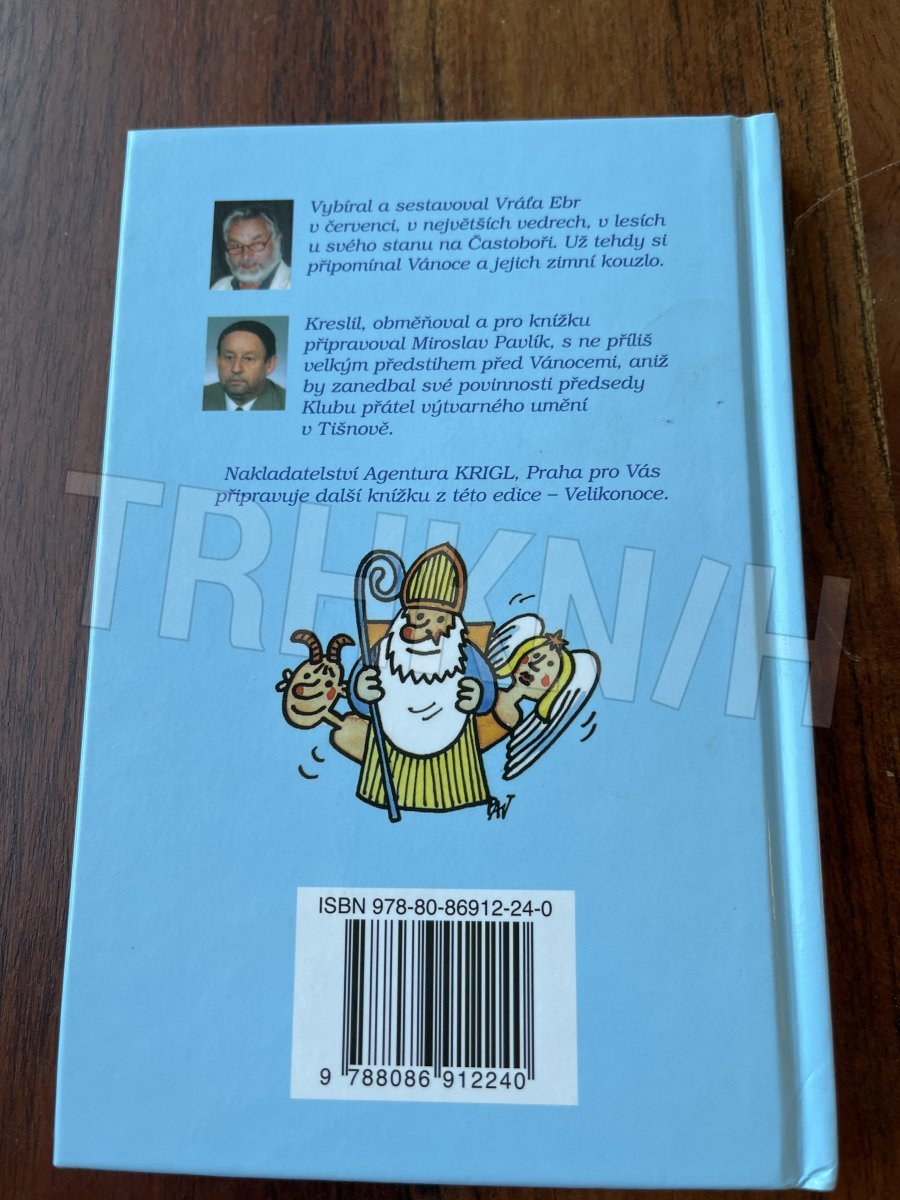 Vybíral a sestavoval Vráťa Ebr
v červenci, v největších vedrech, v lesích
u svého stanu na Častoboři. Už tehdy si
připomínal Vánoce a jejich zimní kouzlo.
Kreslil, obměňoval a pro knížku
připravoval Miroslav Pavlík, s ne příliš
velkým předstihem před Vánocemi, aniž
by zanedbal své povinnosti předsedy
Klubu přátel výtvarného umění
v Tišnově.
Nakladatelství Agentura KRIGL, Praha pro Vás
připravuje další knížku z této edice – Velikonoce.
TRHKNIH
ISBN 978-80-86912-24-0
9 788086 912240